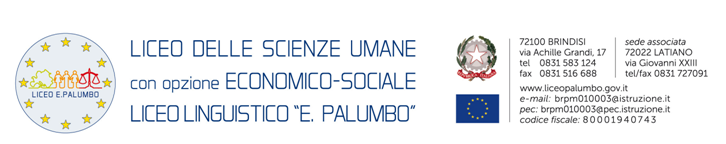 LICEO E.PALUMBO
LICEO DELLE SCIENZE UMANE
con opzione ECONOMICO-SOCIALE
LICEO LINGUISTICO "E. PALUMBO"
72100 BRINDISI
via Achille Grandi, 17
tel 0831 583 124
fax 0831 516 688
sede associata
72022 LATIANO
via Giovanni XXIII
tel/fax 0831 727091
www.liceopalumbo.gov.it
e-mail: brpm010003@istruzione.it
pec: brpm010003@pec.istruzione.it
codice fiscale: 80001940743